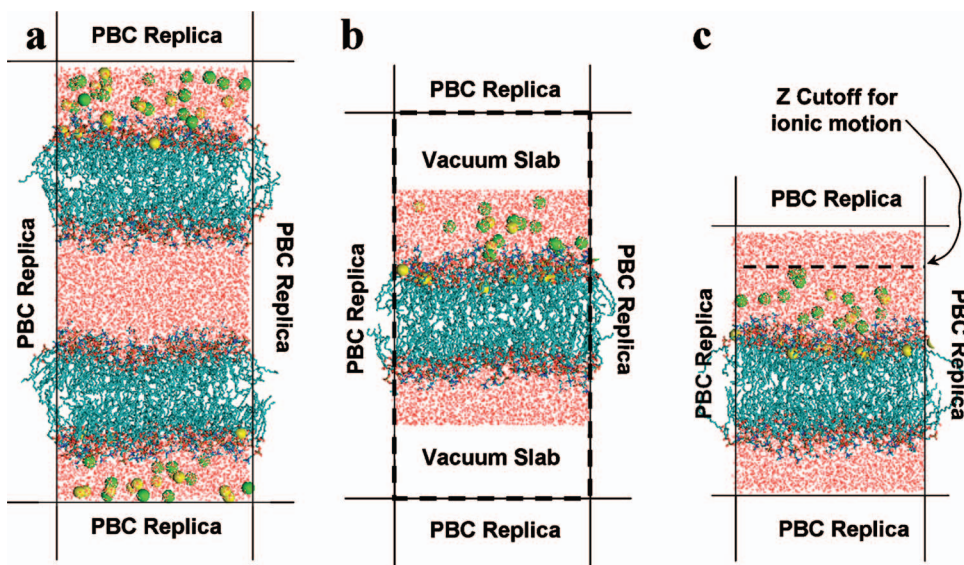 a
PBC Replica
PBC Replica
PBC Replica
PBC Replica
b
PBC Replica
Vacuum Slab
PBC Replica
PBC Replica
Vacuum Slab
PBC Replica
c
Z Cutoff for
ionic motion
PBC Replica
PBC Replica
PBC Replica
PBC Replica